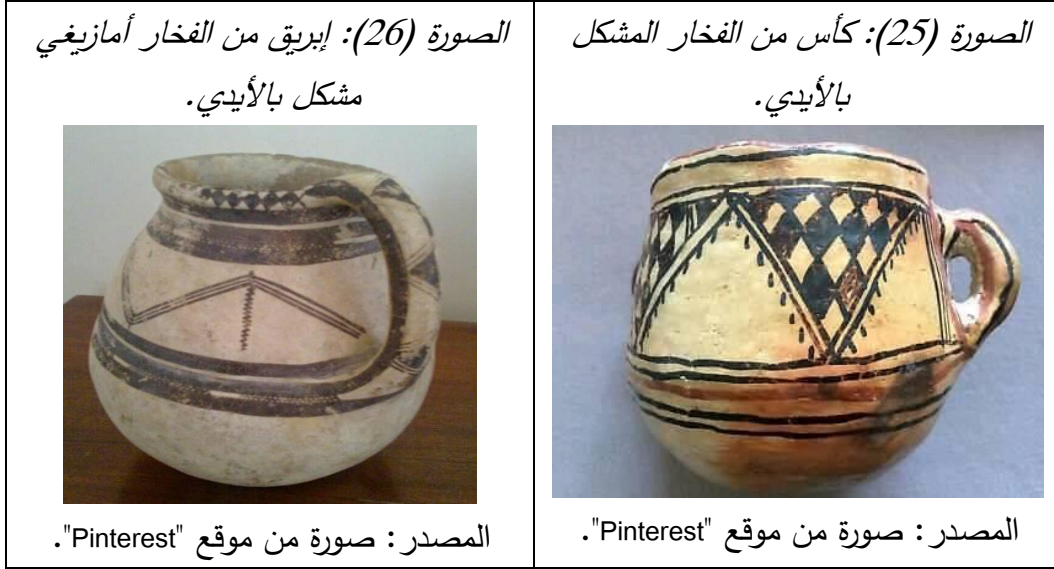 الصورة (25): كأس من الفخار المشكل
بالأيدي.
المصدر: صورة من موقع "Pinterest".
الصورة (26): إبريق من الفخار أمازيغي
مشكل بالأيدي.
المصدر: صورة من موقع "Pinterest".